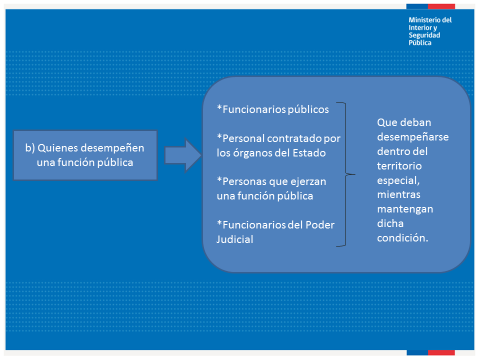 Ministerio del
Interior y
Seguridad
Pública
b) Quienes desempeñen
una función pública
*Funcionarios públicos
*Personal contratado por
los órganos del Estado
*Personas que ejerzan
una función pública
*Funcionarios del Poder
Judicial
Que deban
desempeñarse
dentro del
territorio
especial,
mientras
mantengan
dicha
condición.